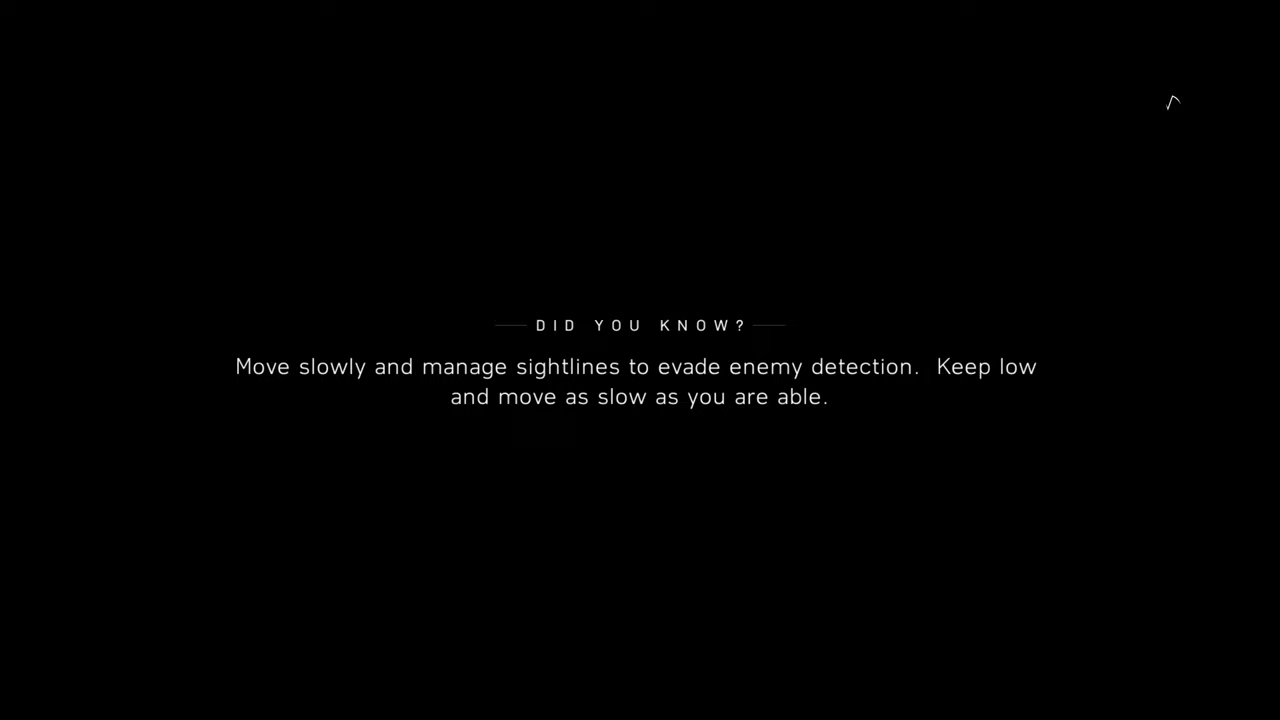 DID YOU KNOW?
Move slowly and manage sightlines to evade enemy detection.  Keep low
and move as slow as you are able.